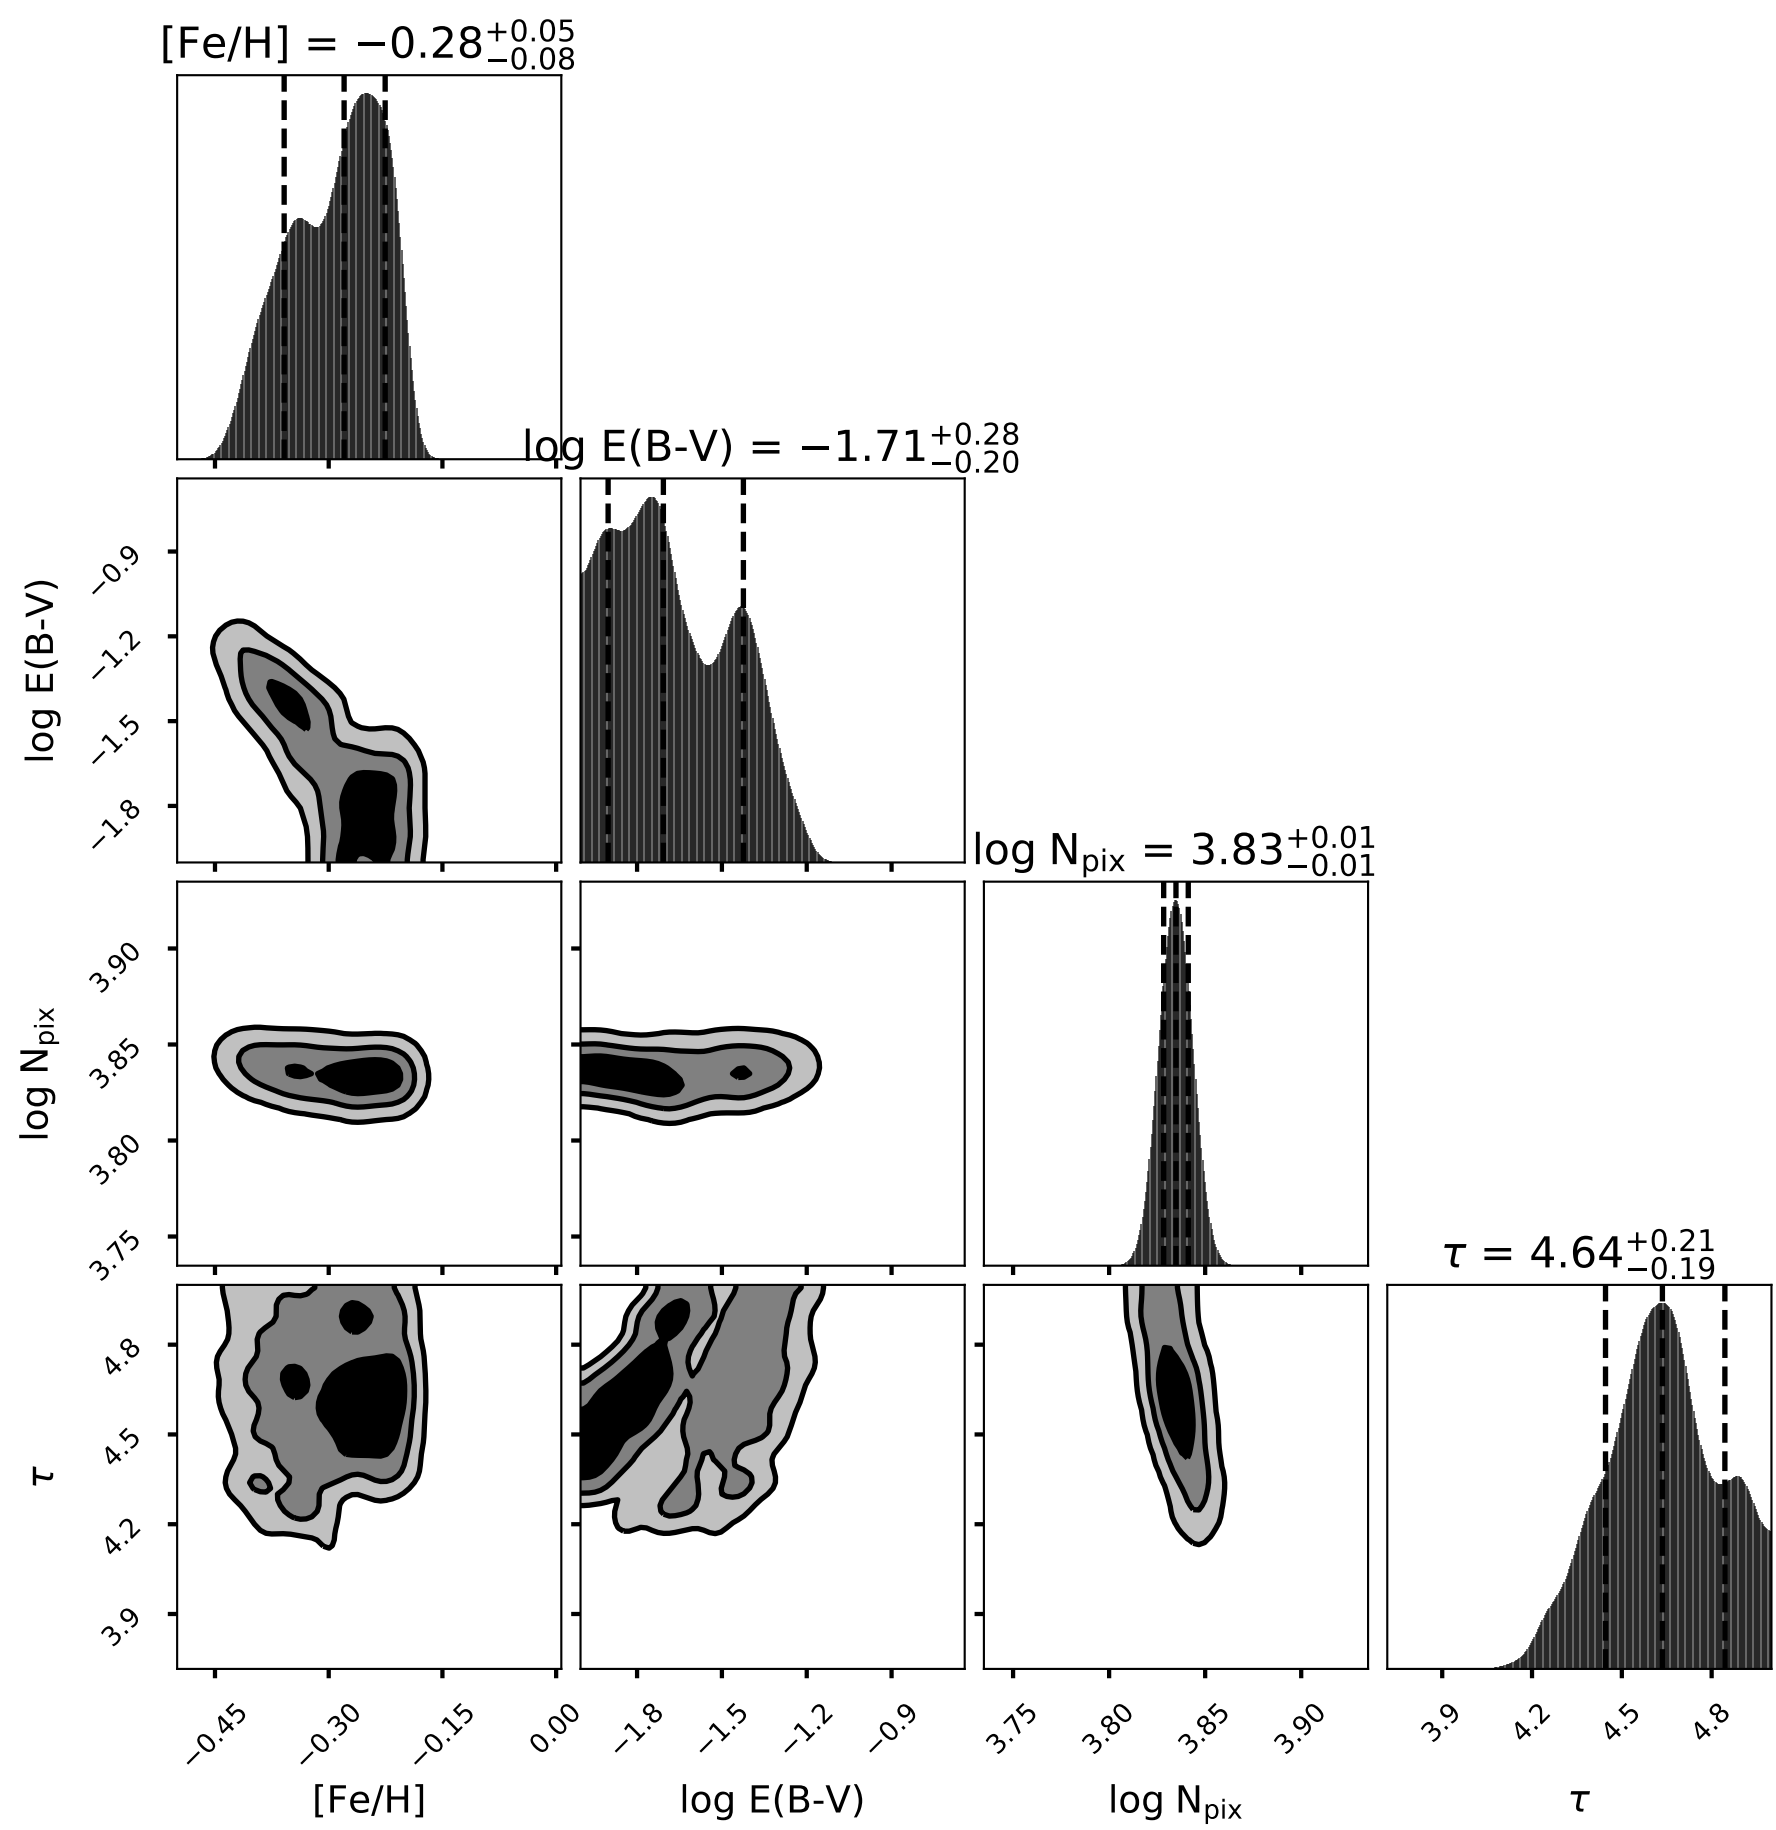 [Fe/H] = −0.28 +0.05 −0.08
log E(B-V) = −1.71 +0.28 −0.20
−0.9
−1.2
−1.5
−1.8
log E(B-V)
log Npix = 3.83 +0.01 −0.01
3.90
3.85
3.80
3.75
log Npix
τ = 4.64 +0.21 −0.19
4.8
4.5
4.2
3.9
τ
−0.45 −0.30 −0.15 0.00 −1.8 −1.5 −1.2 −0.9 3.75 3.80 3.85 3.90 3.9 4.2 4.5 4.8
[Fe/H] log E(B-V) log Npix τ